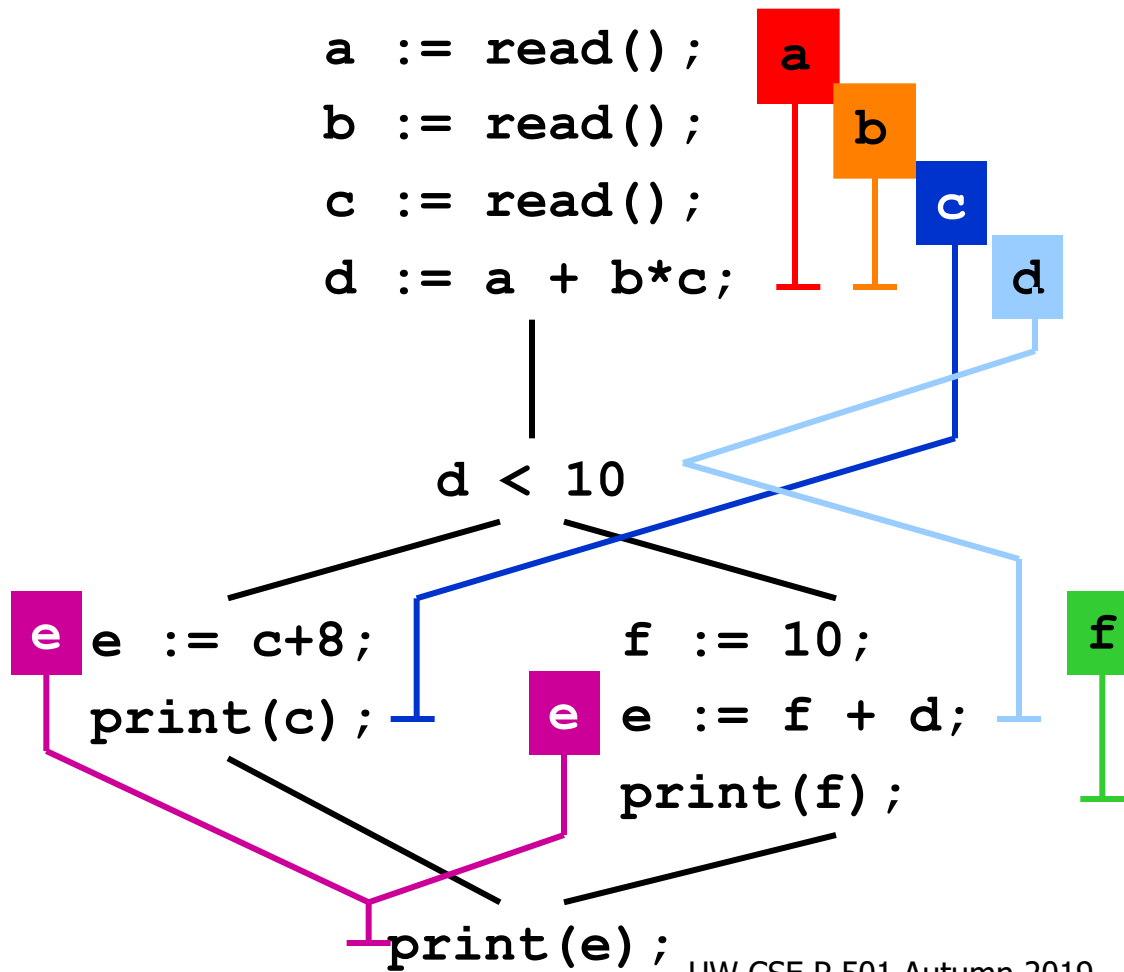 a := read(); a
b := read(); b
c := read(); c
d := a + b*c; d
d < 10
e e := c+8; f := 10; f
print(c); e e := f + d;
print(f);
print(e);
UW CSE P 501 Autumn 2019